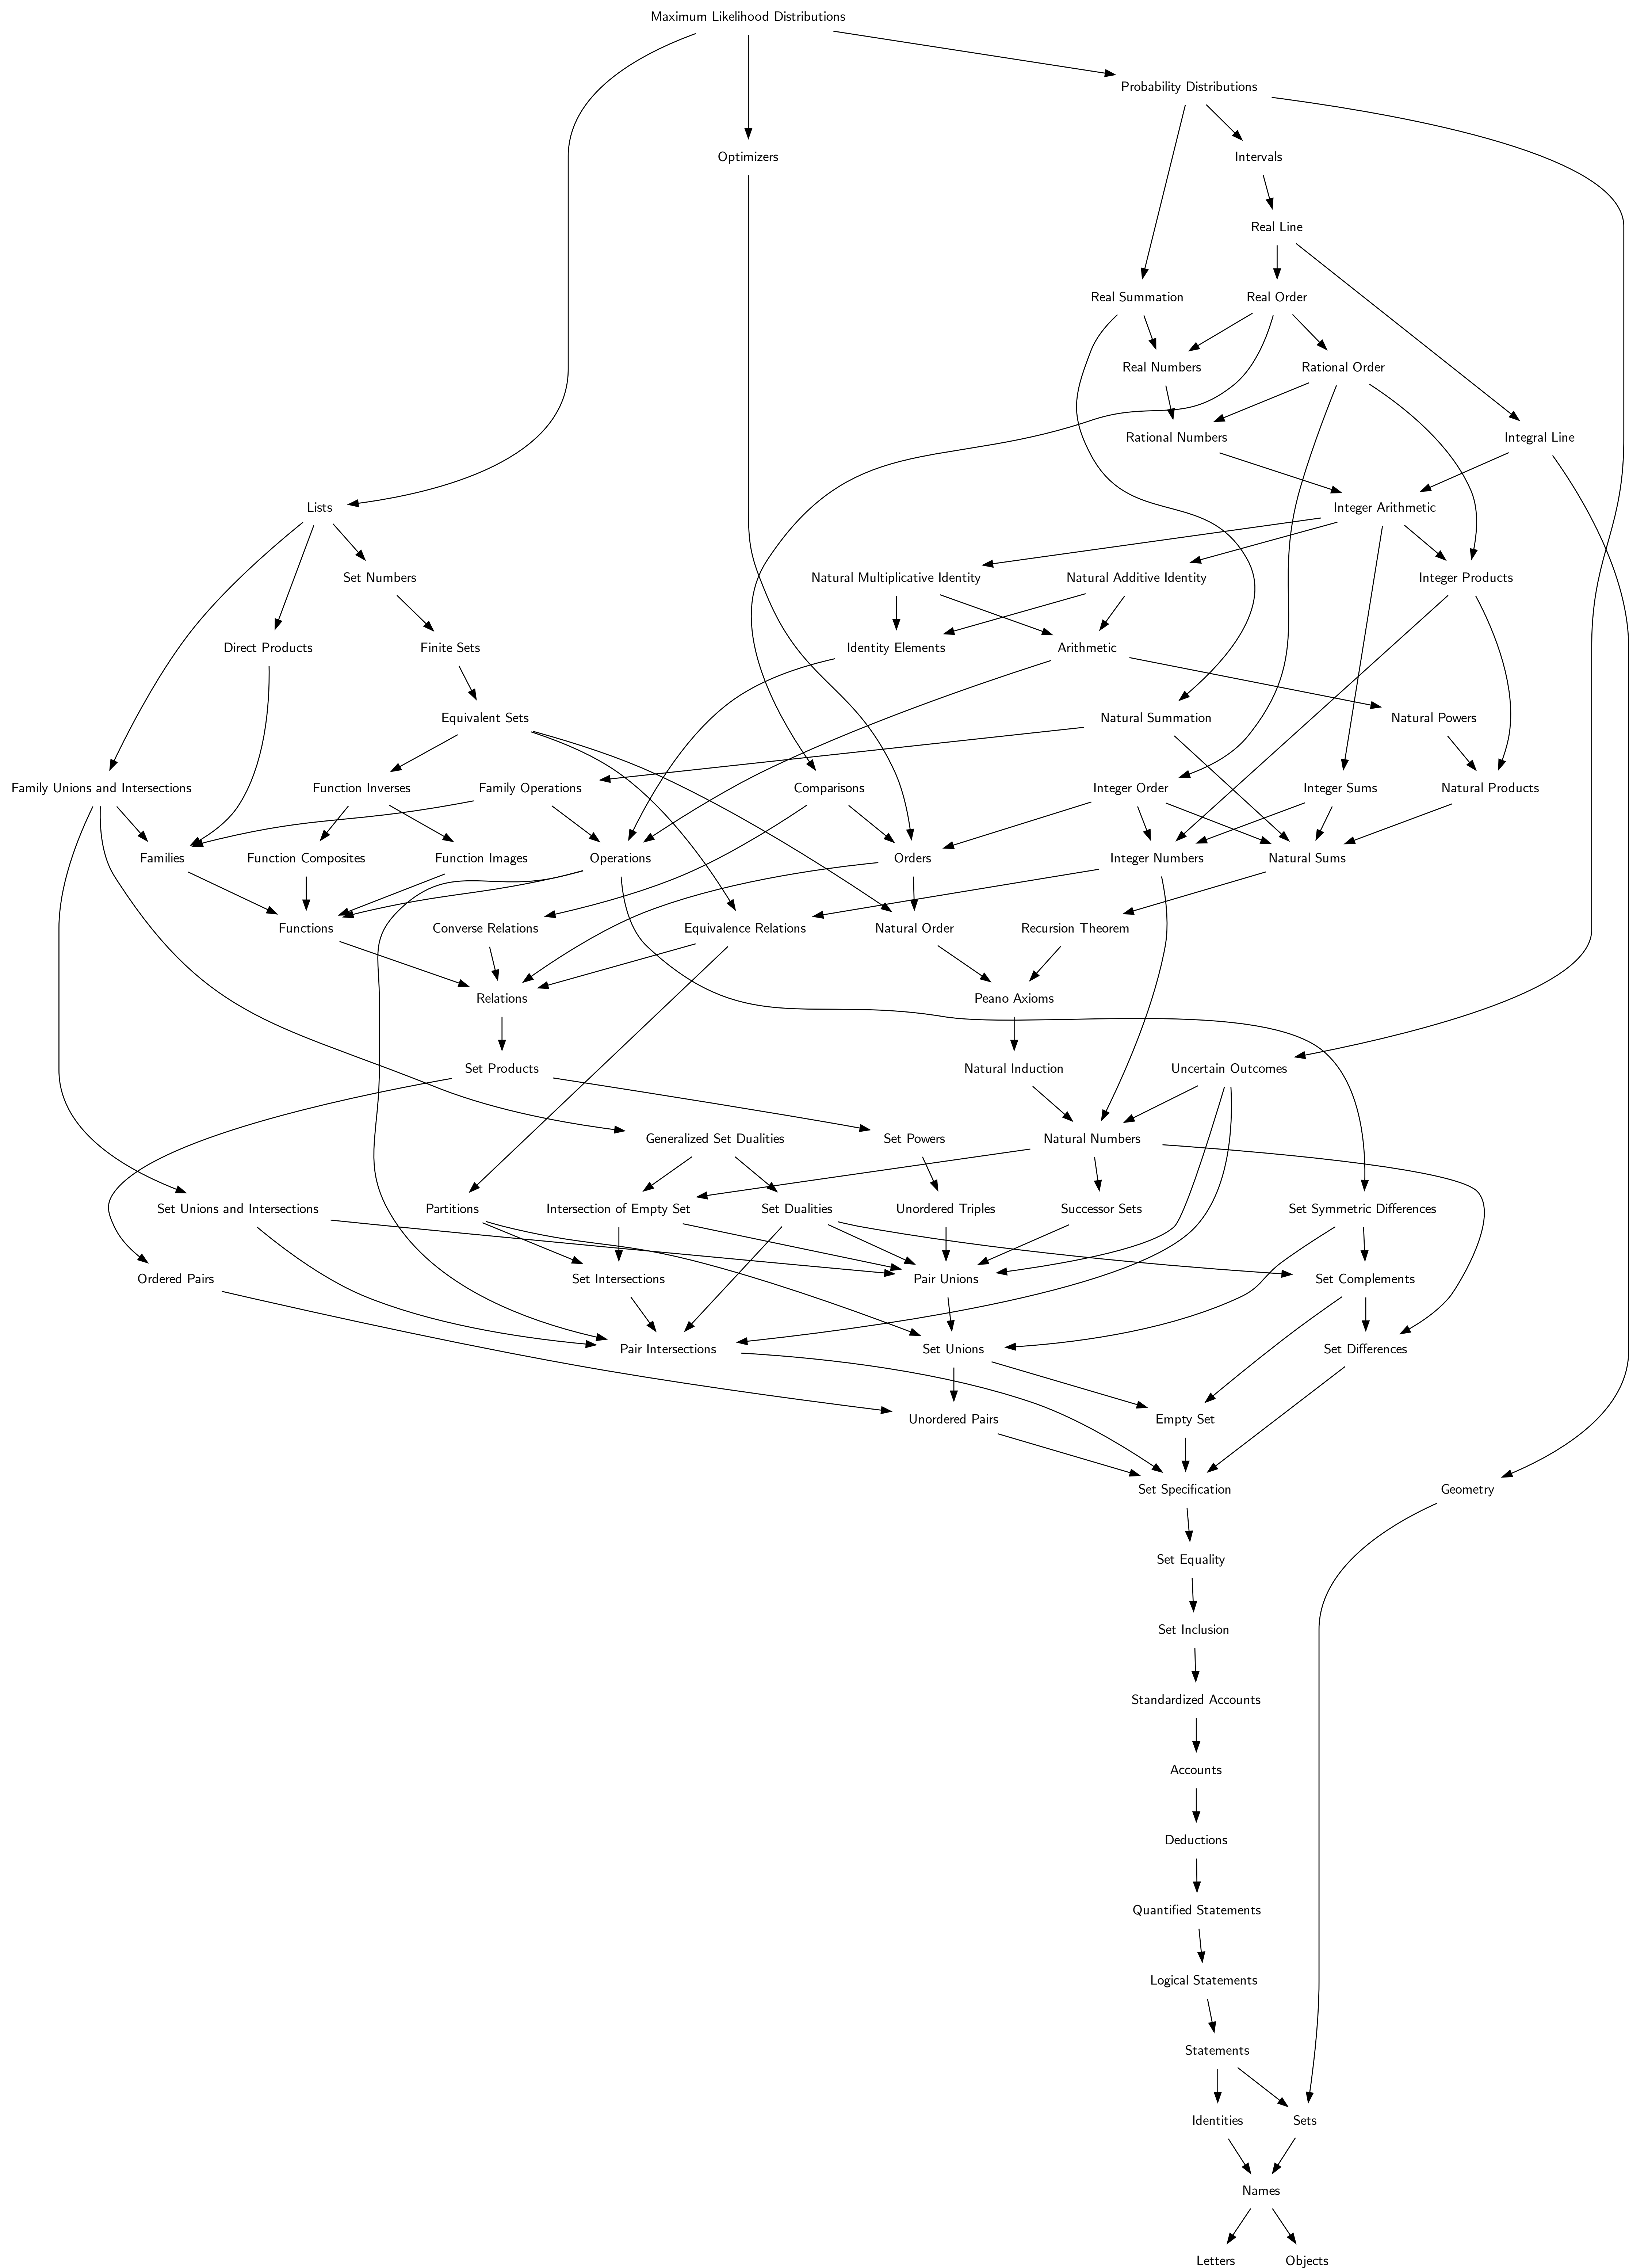 Maximum Likelihood Distributions
Probability Distributions
Optimizers
Intervals
Real Line
Real Summation
Real Order
Real Numbers
Rational Order
Rational Numbers
Integral Line
Lists
Integer Arithmetic
Set Numbers
Natural Multiplicative Identity
Natural Additive Identity
Integer Products
Direct Products
Finite Sets
Identity Elements
Arithmetic
Equivalent Sets
Natural Summation
Natural Powers
Family Unions and Intersections
Function Inverses
Family Operations
Comparisons
Integer Order
Integer Sums
Natural Products
Families
Function Composites
Function Images
Operations
Orders
Integer Numbers
Natural Sums
Functions
Converse Relations
Equivalence Relations
Natural Order
Recursion Theorem
Relations
Peano Axioms
Set Products
Natural Induction
Uncertain Outcomes
Generalized Set Dualities
Set Powers
Natural Numbers
Set Unions and Intersections
Partitions
Intersection of Empty Set
Set Dualities
Unordered Triples
Successor Sets
Set Symmetric Differences
Ordered Pairs
Set Intersections
Pair Unions
Set Complements
Pair Intersections
Set Unions
Set Differences
Unordered Pairs
Empty Set
Set Specification
Geometry
Set Equality
Set Inclusion
Standardized Accounts
Accounts
Deductions
Quantified Statements
Logical Statements
Statements
Identities
Sets
Names
Letters
Objects